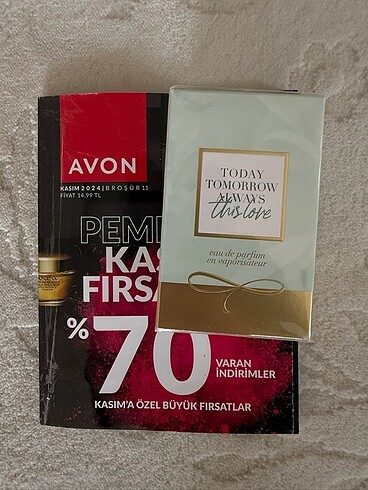 AVON
KASIM 2024 | BROŞÜR 11
FİYAT 14,99 TL
PEM
KAS
FIRSA
%70
VARAN
İNDİRİMLER
KASIM'A ÖZEL BÜYÜK FIRSATLAR
TODAY
TOMORROW
ALWAYS
this love
eau de parfum
en vaporisateur